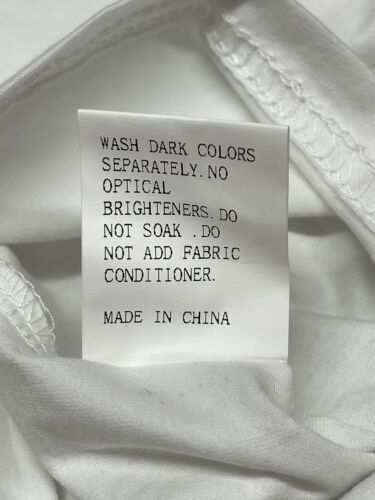 WASH DARK COLORS
SEPARATELY.NO
OPTICAL
BRIGHTENERS.DO
NOT SOAK .DO
NOT ADD FABRIC
CONDITIONER.
MADE IN CHINA